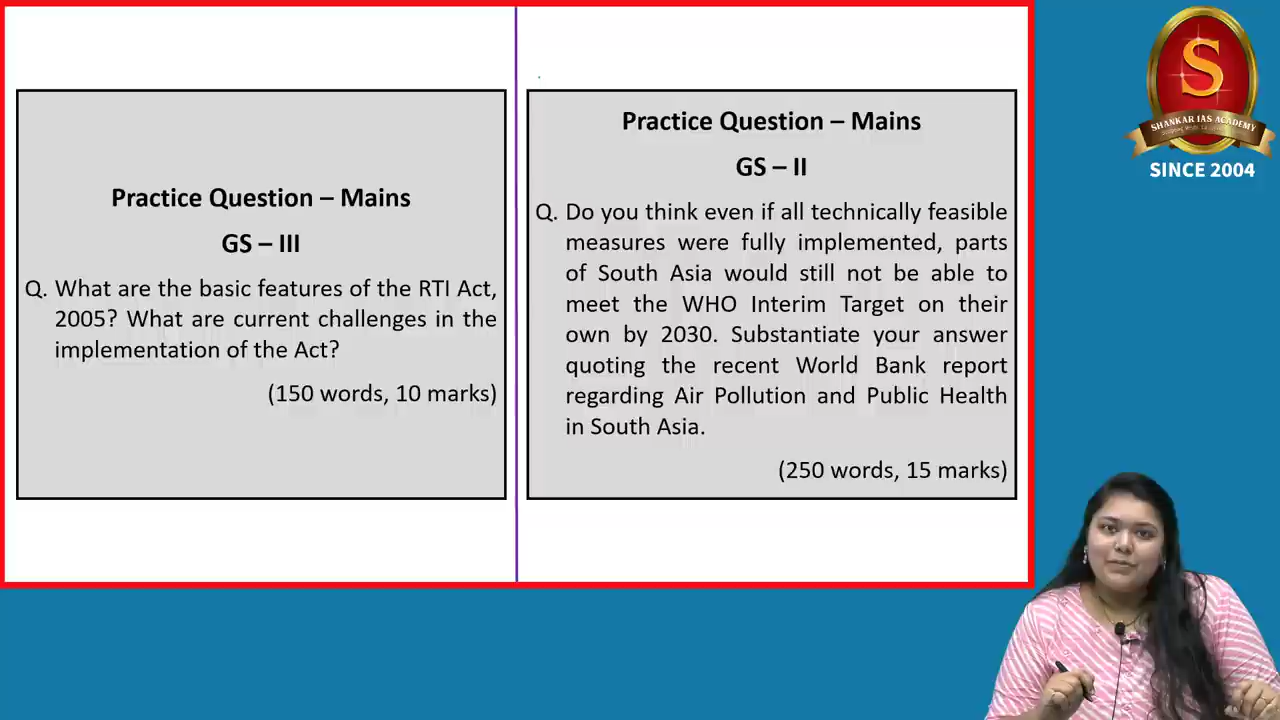 Practice Question – Mains
GS – III
Q. What are the basic features of the RTI Act,
2005? What are current challenges in the
implementation of the Act?
(150 words, 10 marks)
Practice Question – Mains
GS – II
Q. Do you think even if all technically feasible
measures were fully implemented, parts
of South Asia would still not be able to
meet the WHO Interim Target on their
own by 2030. Substantiate your answer
quoting the recent World Bank report
regarding Air Pollution and Public Health
in South Asia.
(250 words, 15 marks)
S
SHANKAR IAS ACADEMY
SINCE 2004